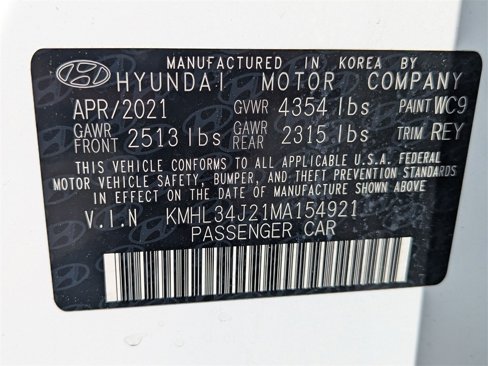 MANUFACTURED IN KOREA BY
HYUNDAI MOTOR COMPANY
APR/2021 GVWR 4354 lbs PAINT WC9
GAWR FRONT 2513 lbs GAWR REAR 2315 lbs TRIM REY
THIS VEHICLE CONFORMS TO ALL APPLICABLE U.S.A. FEDERAL
MOTOR VEHICLE SAFETY, BUMPER, AND THEFT PREVENTION STANDARDS
IN EFFECT ON THE DATE OF MANUFACTURE SHOWN ABOVE
V.I.N KMHL34J21MA154921
PASSENGER CAR